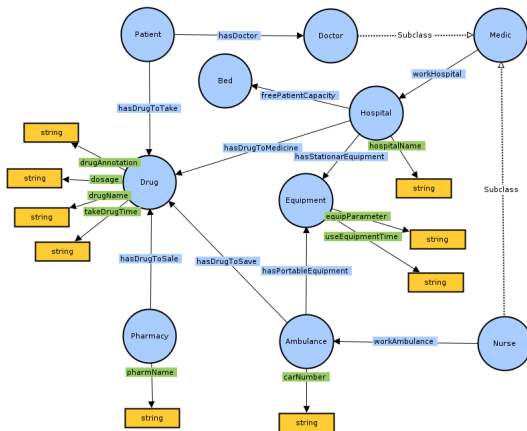 Patient
hasDoctor
Doctor
Subclass
Medic
workHospital
Bed
freePatientCapacity
Hospital
hasDrugToTake
string
drugAnnotation
hasDrugToMedicine
hasStationarEquipment
hospitalName
string
dosage
Drug
string
drugName
string
takeDrugTime
string
Equipment
equipParameter
string
useEquipmentTime
string
Subclass
hasDrugToSale
hasDrugToSave
hasPortableEquipment
Pharmacy
pharmName
string
Ambulance
carNumber
string
workAmbulance
Nurse